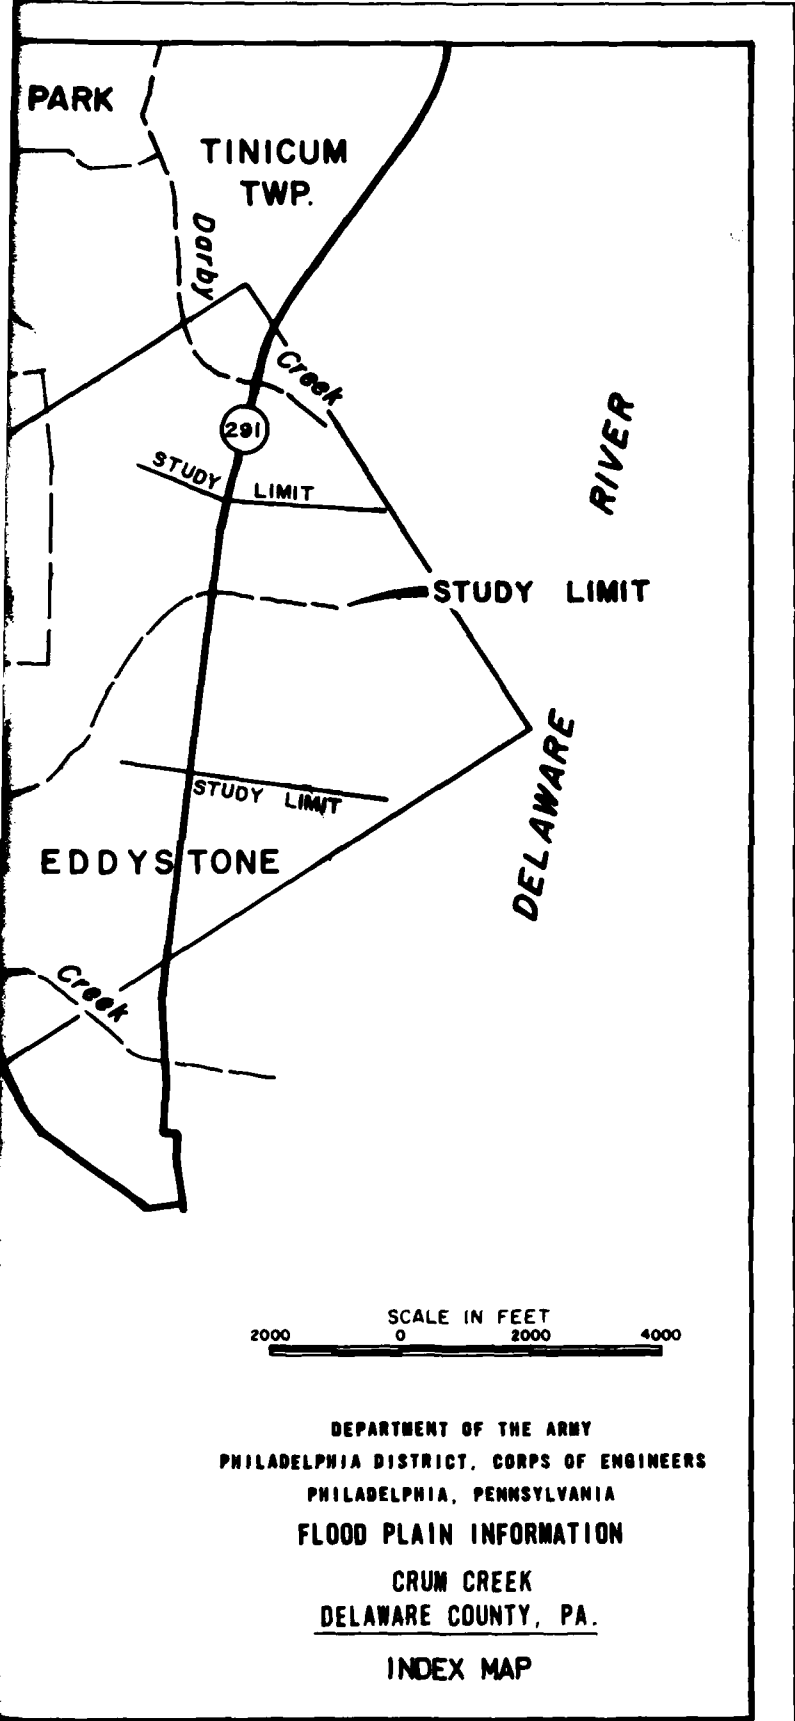 PARK
TINICUM
TWP.
Darby
Creek
291
STUDY LIMIT
RIVER
STUDY LIMIT
DELAWARE
STUDY LIMIT
EDDYSTONE
Creek
SCALE IN FEET
2000 0 2000 4000
DEPARTMENT OF THE ARMY
PHILADELPHIA DISTRICT, CORPS OF ENGINEERS
PHILADELPHIA, PENNSYLVANIA
FLOOD PLAIN INFORMATION
CRUM CREEK
DELAWARE COUNTY, PA.
INDEX MAP